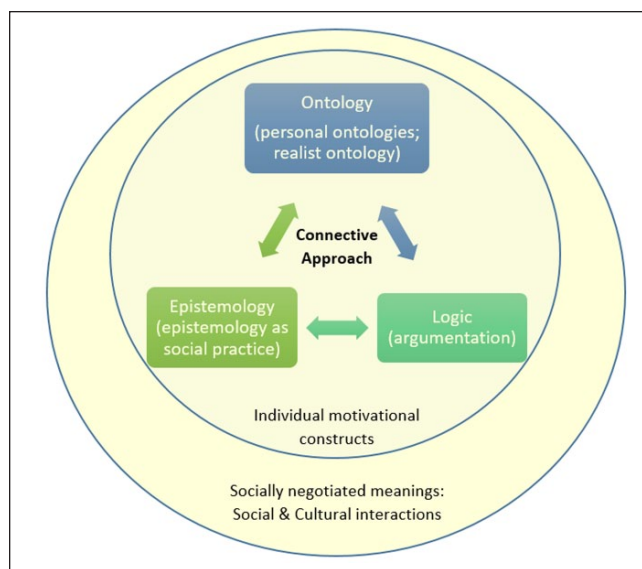 Ontology
(personal ontologies;
realist ontology)
Connective
Approach
Epistemology
(epistemology as
social practice)
Logic
(argumentation)
Individual motivational
constructs
Socially negotiated meanings:
Social & Cultural interactions